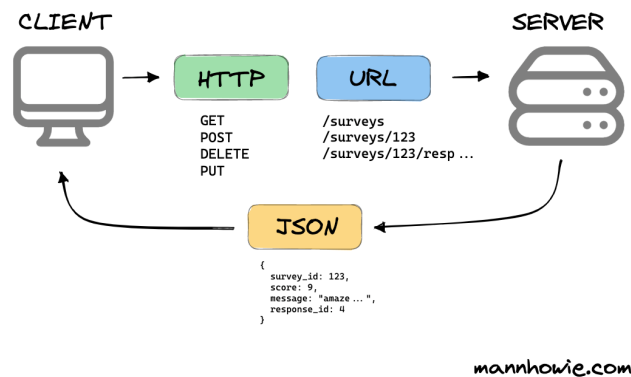 CLIENT
SERVER
HTTP
URL
GET
POST
DELETE
PUT
/surveys
/surveys/123
/surveys/123/resp...
JSON
{
survey_id: 123,
score: 9,
message: "amaze...",
response_id: 4
}
mannhowie.com